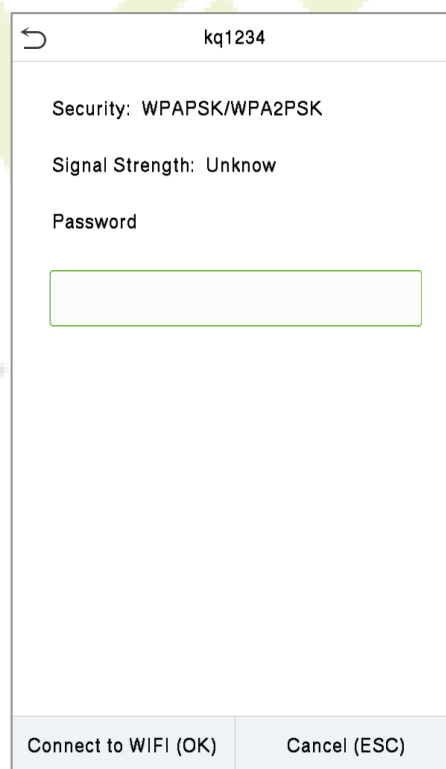 kq1234
Security: WPAPSK/WPA2PSK
Signal Strength: Unknow
Password
Connect to WIFI (OK)
Cancel (ESC)